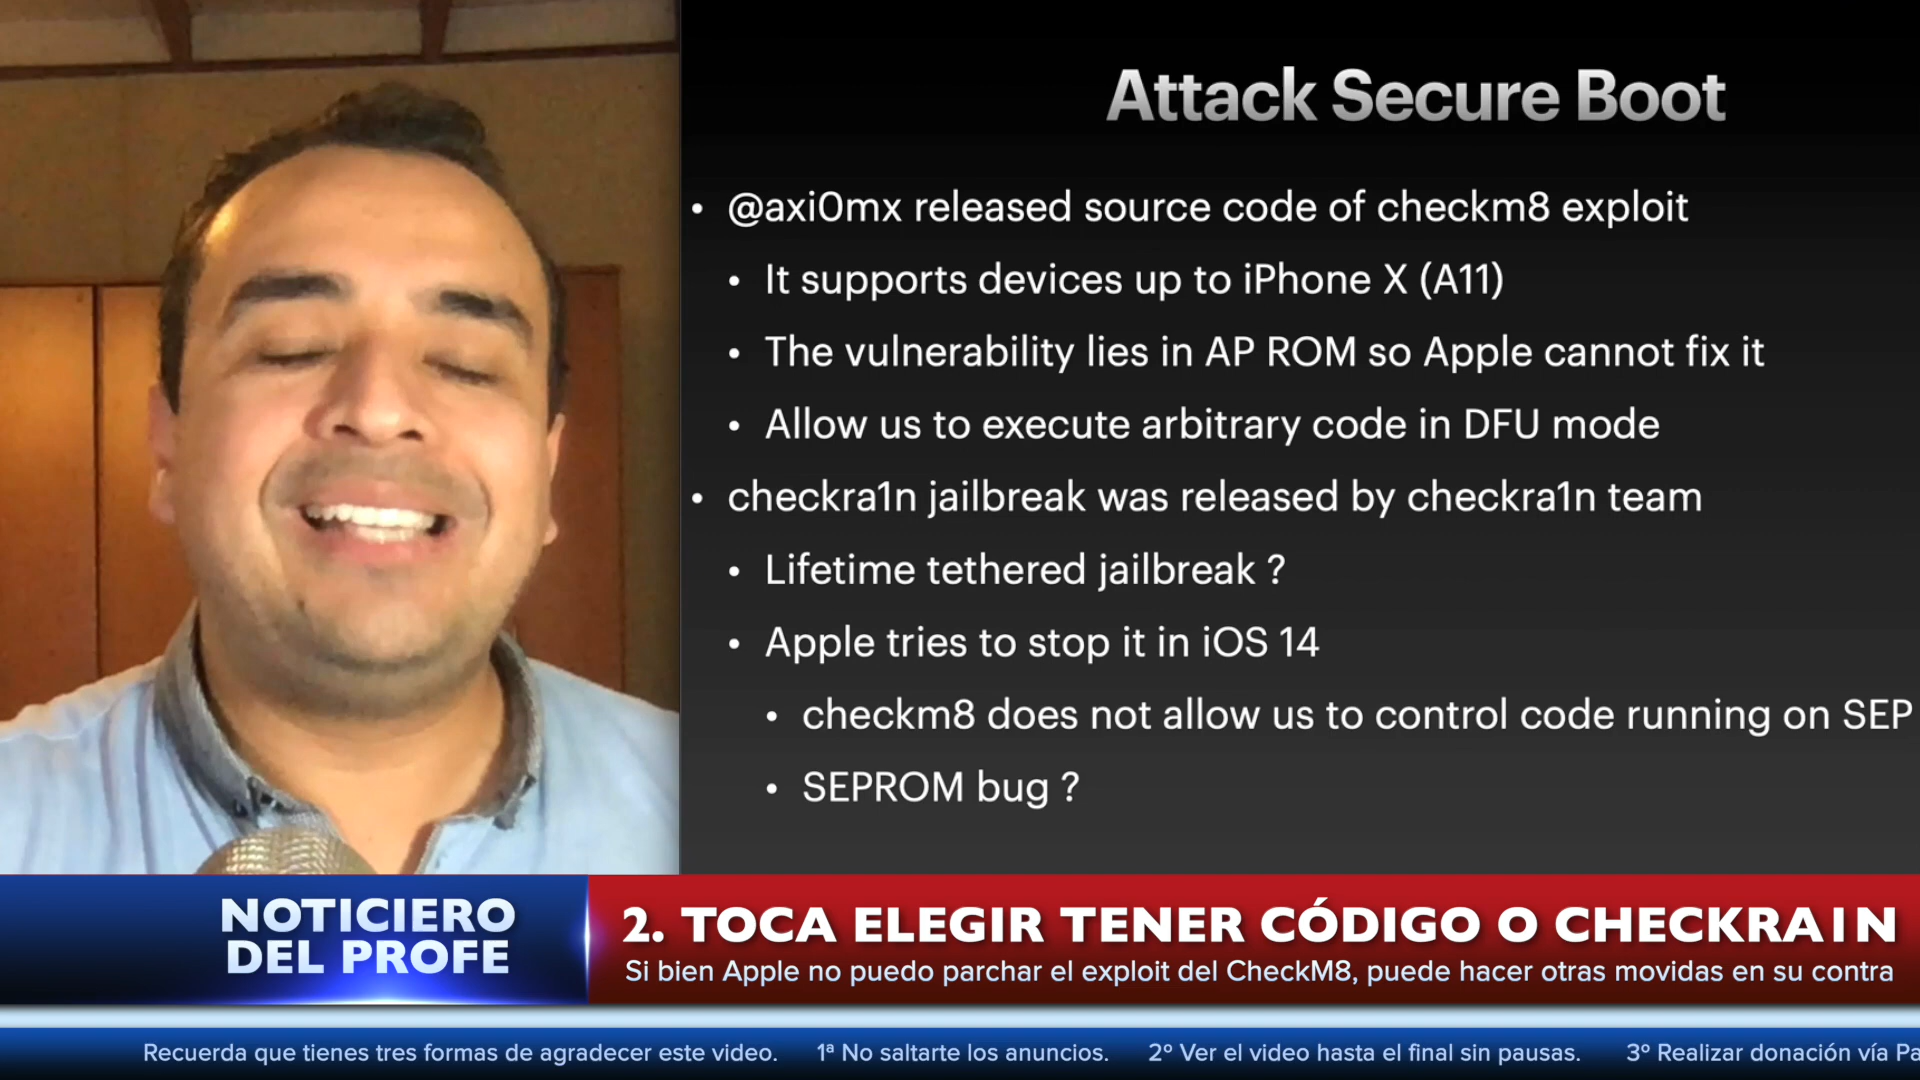 Attack Secure Boot
• @axi0mx released source code of checkm8 exploit
• It supports devices up to iPhone X (A11)
• The vulnerability lies in AP ROM so Apple cannot fix it
• Allow us to execute arbitrary code in DFU mode
• checkra1n jailbreak was released by checkra1n team
• Lifetime tethered jailbreak ?
• Apple tries to stop it in iOS 14
• checkm8 does not allow us to control code running on SEP
• SEPROM bug ?
NOTICIERO
DEL PROFE
2. TOCA ELEGIR TENER CÓDIGO O CHECKRA1N
Si bien Apple no puedo parchar el exploit del CheckM8, puede hacer otras movidas en su contra
Recuerda que tienes tres formas de agradecer este video. 1ª No saltarte los anuncios. 2º Ver el video hasta el final sin pausas. 3º Realizar donación vía Pa